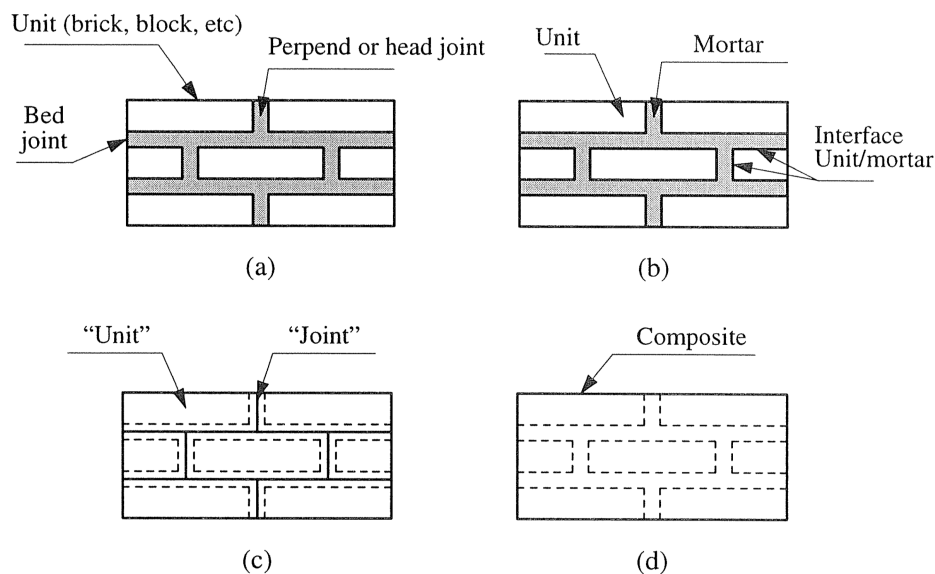 Unit (brick, block, etc)
Perpend or head joint
Bed
joint
(a)
Unit
Mortar
Interface
Unit/mortar
(b)
“Unit”
“Joint”
(c)
Composite
(d)